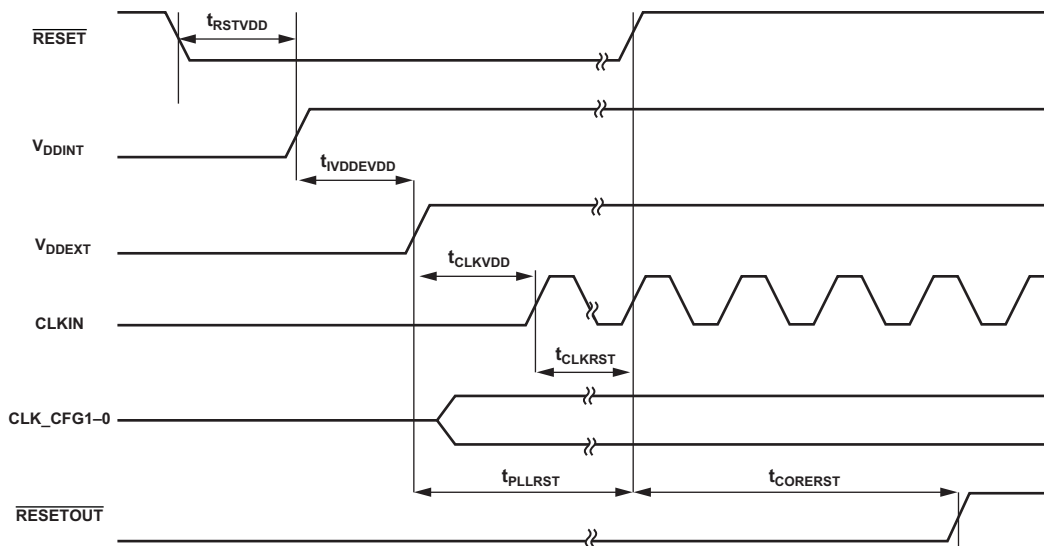 RESET
tRSTVDD
VDDINT
tIVDDEVDD
VDDEXT
tCLKVDD
CLKIN
tCLKRST
CLK_CFG1–0
tPLLRST
tCORERST
RESETOUT